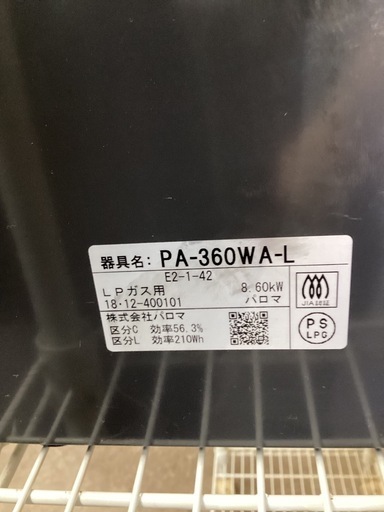 器具名: PA-360WA-L
E2-1-42
LPガス用 8.60kW
18・12-400101 パロマ
株式会社パロマ
区分C 効率56.3%
区分L 効率210Wh
JIA認証
PS
LPG